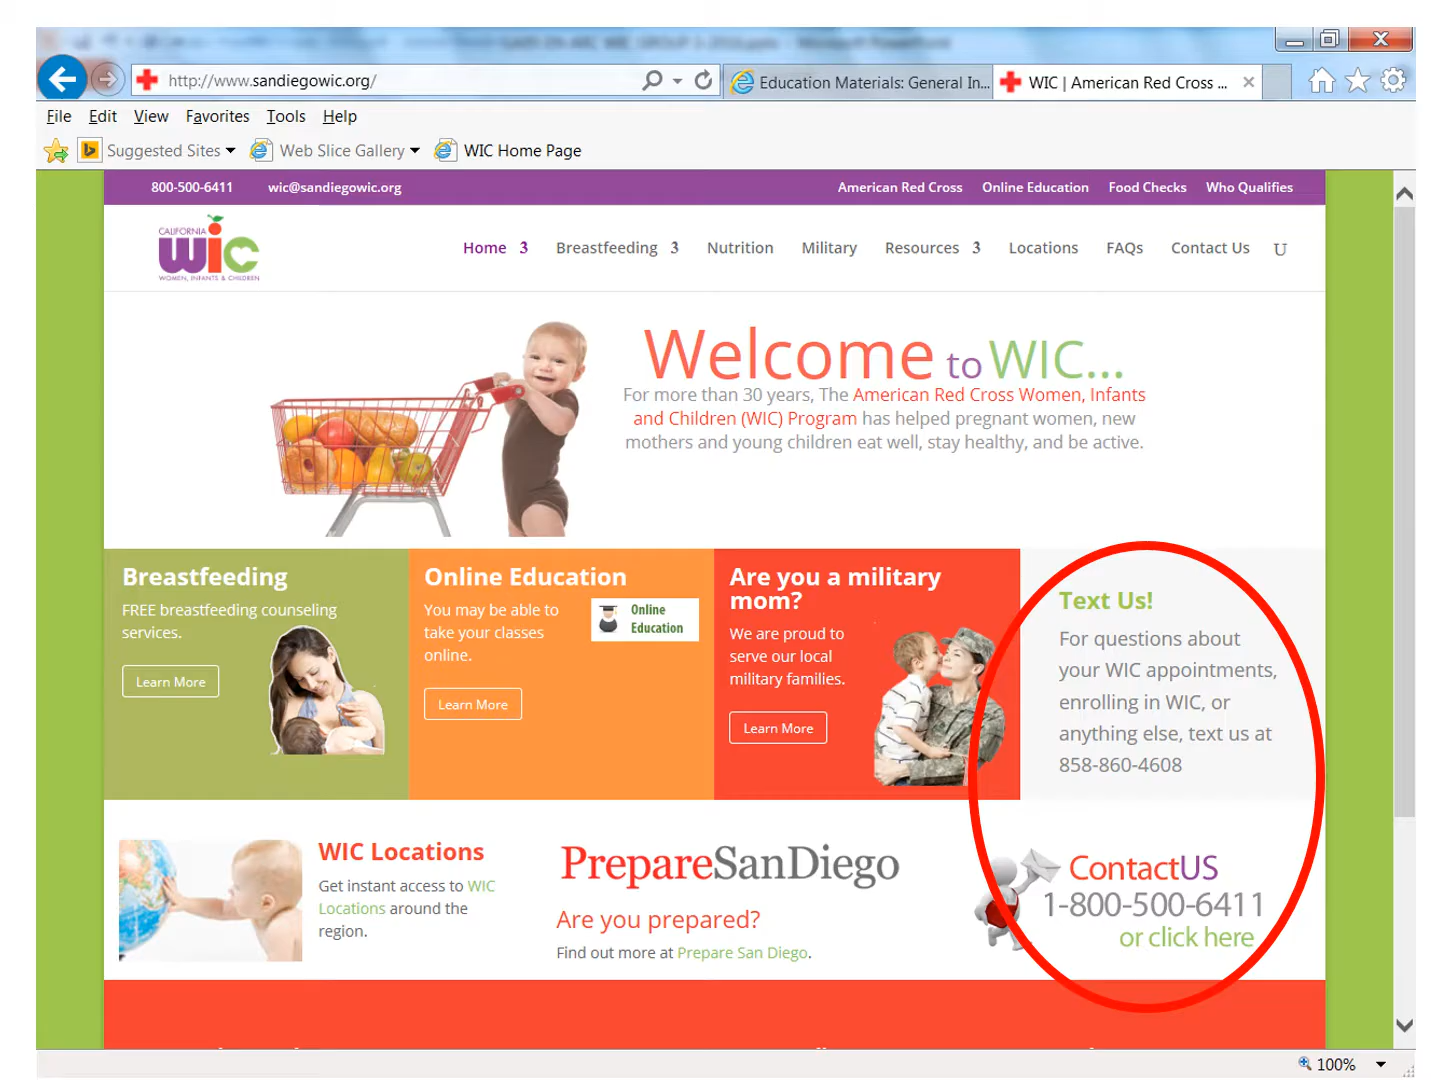 http://www.sandiegowic.org/
Education Materials: General In...
WIC | American Red Cross ...
File Edit View Favorites Tools Help
Suggested Sites Web Slice Gallery WIC Home Page
800-500-6411 wic@sandiegowic.org American Red Cross Online Education Food Checks Who Qualifies
CALIFORNIA
wic
WOMEN, INFANTS & CHILDREN
Home 3 Breastfeeding 3 Nutrition Military Resources 3 Locations FAQs Contact Us U
Welcome to WIC...
For more than 30 years, The American Red Cross Women, Infants
and Children (WIC) Program has helped pregnant women, new
mothers and young children eat well, stay healthy, and be active.
Breastfeeding
FREE breastfeeding counseling
services.
Learn More
Online Education
You may be able to
take your classes
online.
Online
Education
Learn More
Are you a military
mom?
We are proud to
serve our local
military families.
Learn More
Text Us!
For questions about
your WIC appointments,
enrolling in WIC, or
anything else, text us at
858-860-4608
WIC Locations
Get instant access to WIC
Locations around the
region.
PrepareSanDiego
Are you prepared?
Find out more at Prepare San Diego.
ContactUS
1-800-500-6411
or click here
100%